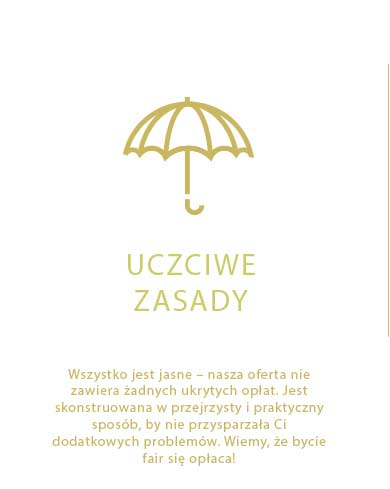 UCZCIWE
ZASADY
Wszystko jest jasne – nasza oferta nie
zawiera żadnych ukrytych opłat. Jest
skonstruowana w przejrzysty i praktyczny
sposób, by nie przysparzała Ci
dodatkowych problemów. Wiemy, że bycie
fair się opłaca!